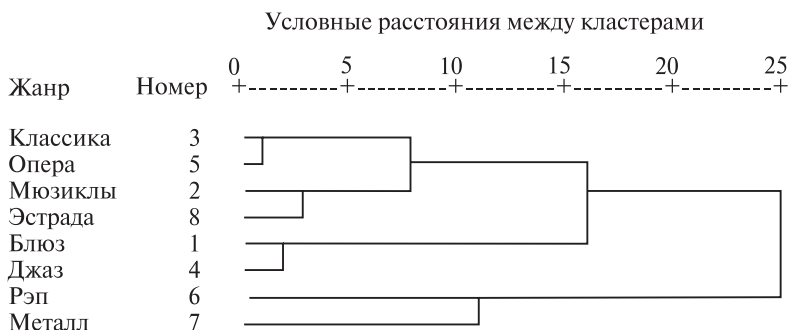 Условные расстояния между кластерами
0 5 10 15 20 25
Жанр Номер
Классика 3
Опера 5
Мюзиклы 2
Эстрада 8
Блюз 1
Джаз 4
Рэп 6
Металл 7